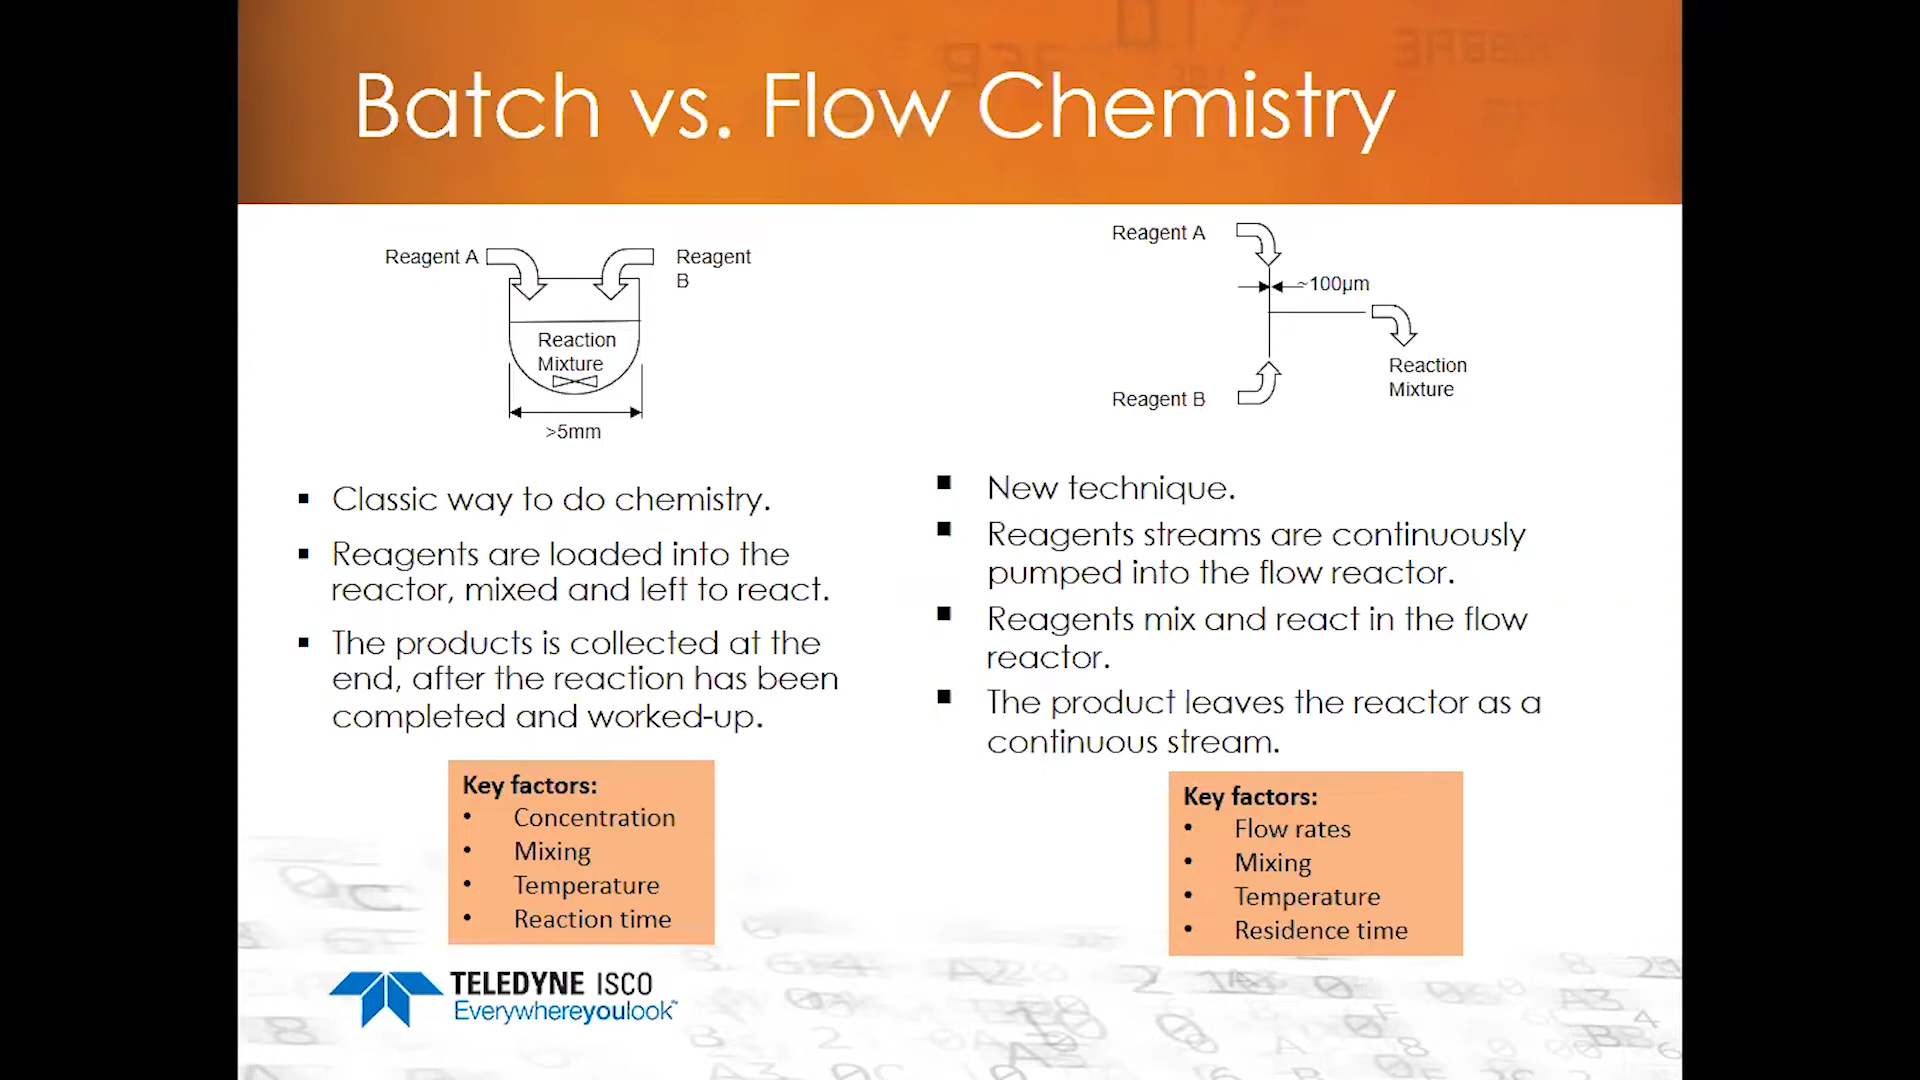 Batch vs. Flow Chemistry
Reagent A
Reagent
B
Reaction
Mixture
>5mm
▪ Classic way to do chemistry.
▪ Reagents are loaded into the
reactor, mixed and left to react.
▪ The products is collected at the
end, after the reaction has been
completed and worked-up.
Key factors:
• Concentration
• Mixing
• Temperature
• Reaction time
Reagent A
~100µm
Reaction
Mixture
Reagent B
▪ New technique.
▪ Reagents streams are continuously
pumped into the flow reactor.
▪ Reagents mix and react in the flow
reactor.
▪ The product leaves the reactor as a
continuous stream.
Key factors:
• Flow rates
• Mixing
• Temperature
• Residence time
TELEDYNE ISCO
Everywhereyoulook™